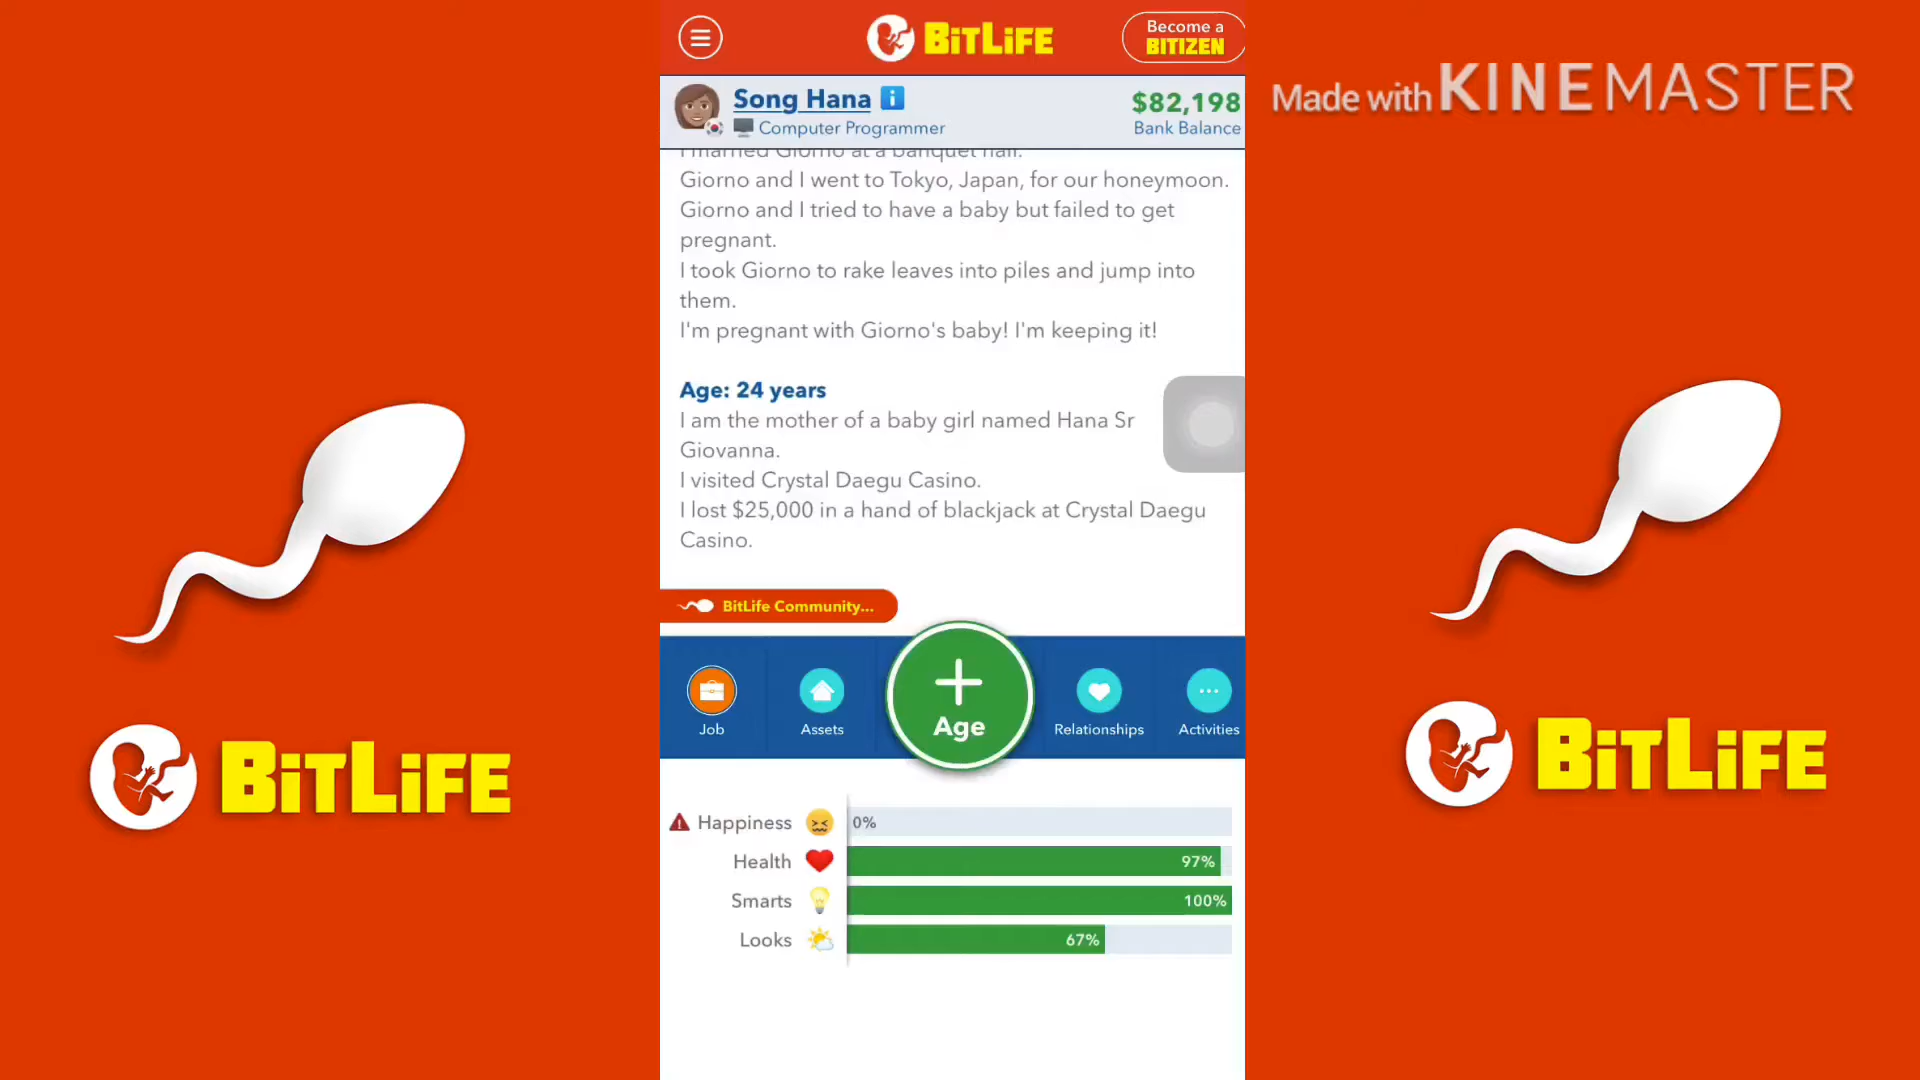 BITLIFE
Become a
BITIZEN
Made with KINEMASTER
Song Hana
$82,198
Computer Programmer
Bank Balance
I married Giorno at a banquet hall.
Giorno and I went to Tokyo, Japan, for our honeymoon.
Giorno and I tried to have a baby but failed to get
pregnant.
I took Giorno to rake leaves into piles and jump into
them.
I'm pregnant with Giorno's baby! I'm keeping it!
Age: 24 years
I am the mother of a baby girl named Hana Sr
Giovanna.
I visited Crystal Daegu Casino.
I lost $25,000 in a hand of blackjack at Crystal Daegu
Casino.
BitLife Community...
Job
Assets
Age
Relationships
Activities
Happiness 0%
Health 97%
Smarts 100%
Looks 67%
BITLIFE
BITLIFE